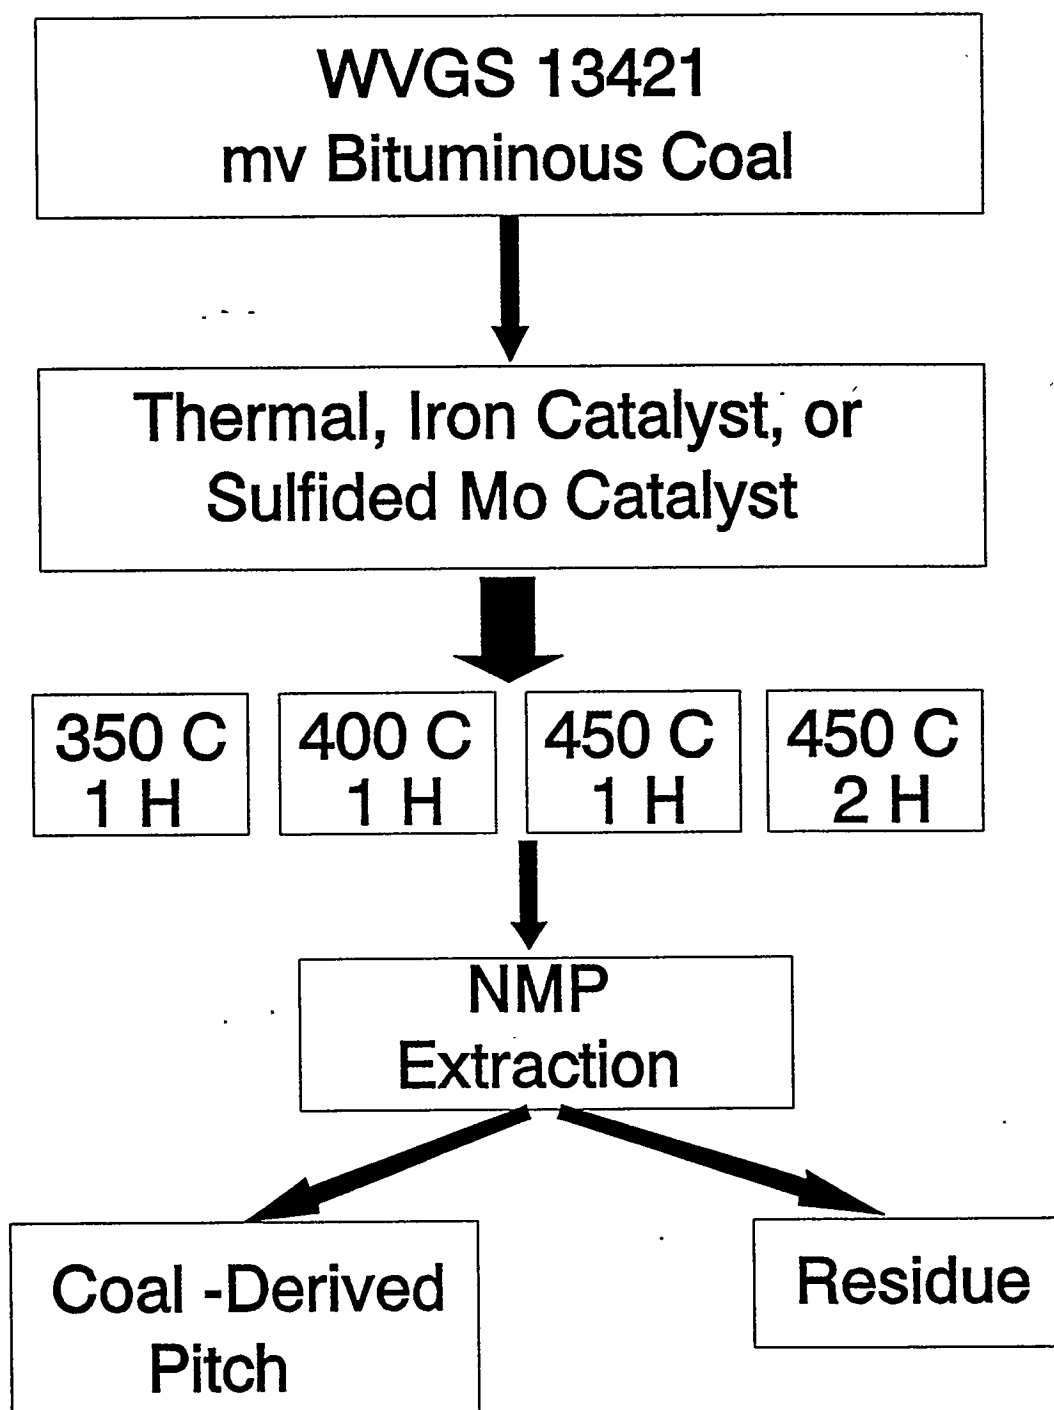 WVGS 13421
mv Bituminous Coal
Thermal, Iron Catalyst, or
Sulfided Mo Catalyst
350 C
1 H
400 C
1 H
450 C
1 H
450 C
2 H
NMP
Extraction
Coal -Derived
Pitch
Residue